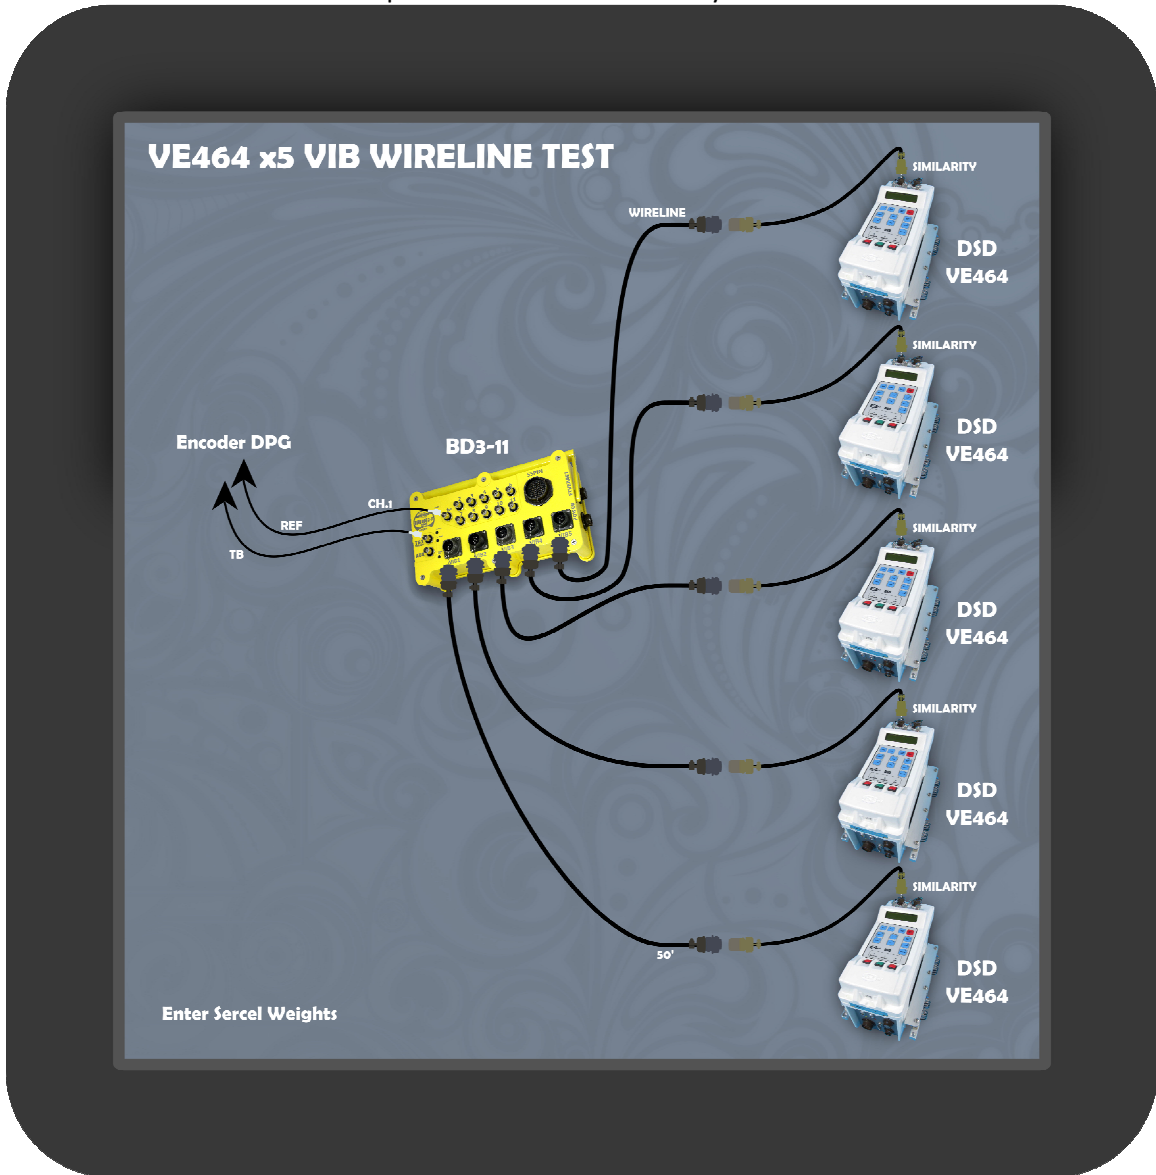 VE464 x5 VIB WIRELINE TEST
SIMILARITY
WIRELINE
DSD
VE464
SIMILARITY
DSD
VE464
Encoder DPG
BD3-11
CH.1
REF
TB
SIMILARITY
DSD
VE464
SIMILARITY
DSD
VE464
SIMILARITY
50'
DSD
VE464
Enter Sercel Weights